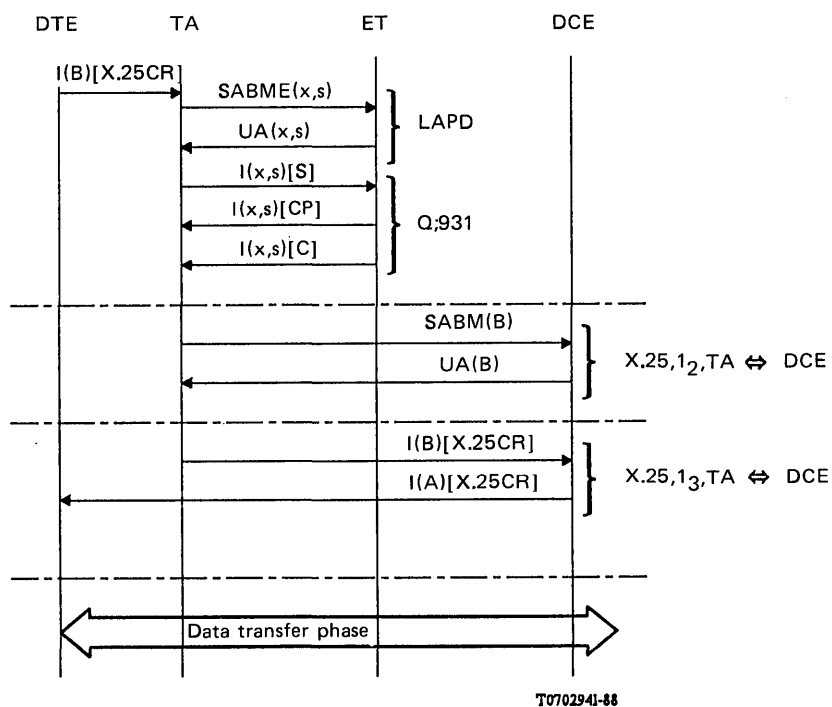 DTE TA ET DCE
I(B)[X.25CR]
SABME(x,s)
UA(x,s)
LAPD
I(x,s)[S]
I(x,s)[CP]
I(x,s)[C]
Q;931
SABM(B)
UA(B)
X.25,1₂,TA ⇔ DCE
I(B)[X.25CR]
I(A)[X.25CR]
X.25,1₃,TA ⇔ DCE
Data transfer phase
T0702941-88